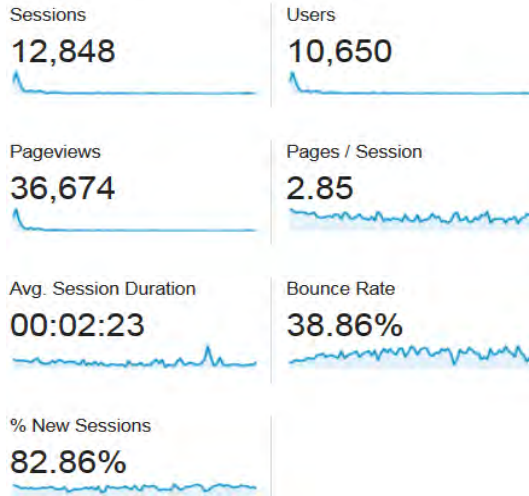 Sessions
12,848
Users
10,650
Pageviews
36,674
Pages / Session
2.85
Avg. Session Duration
00:02:23
Bounce Rate
38.86%
% New Sessions
82.86%